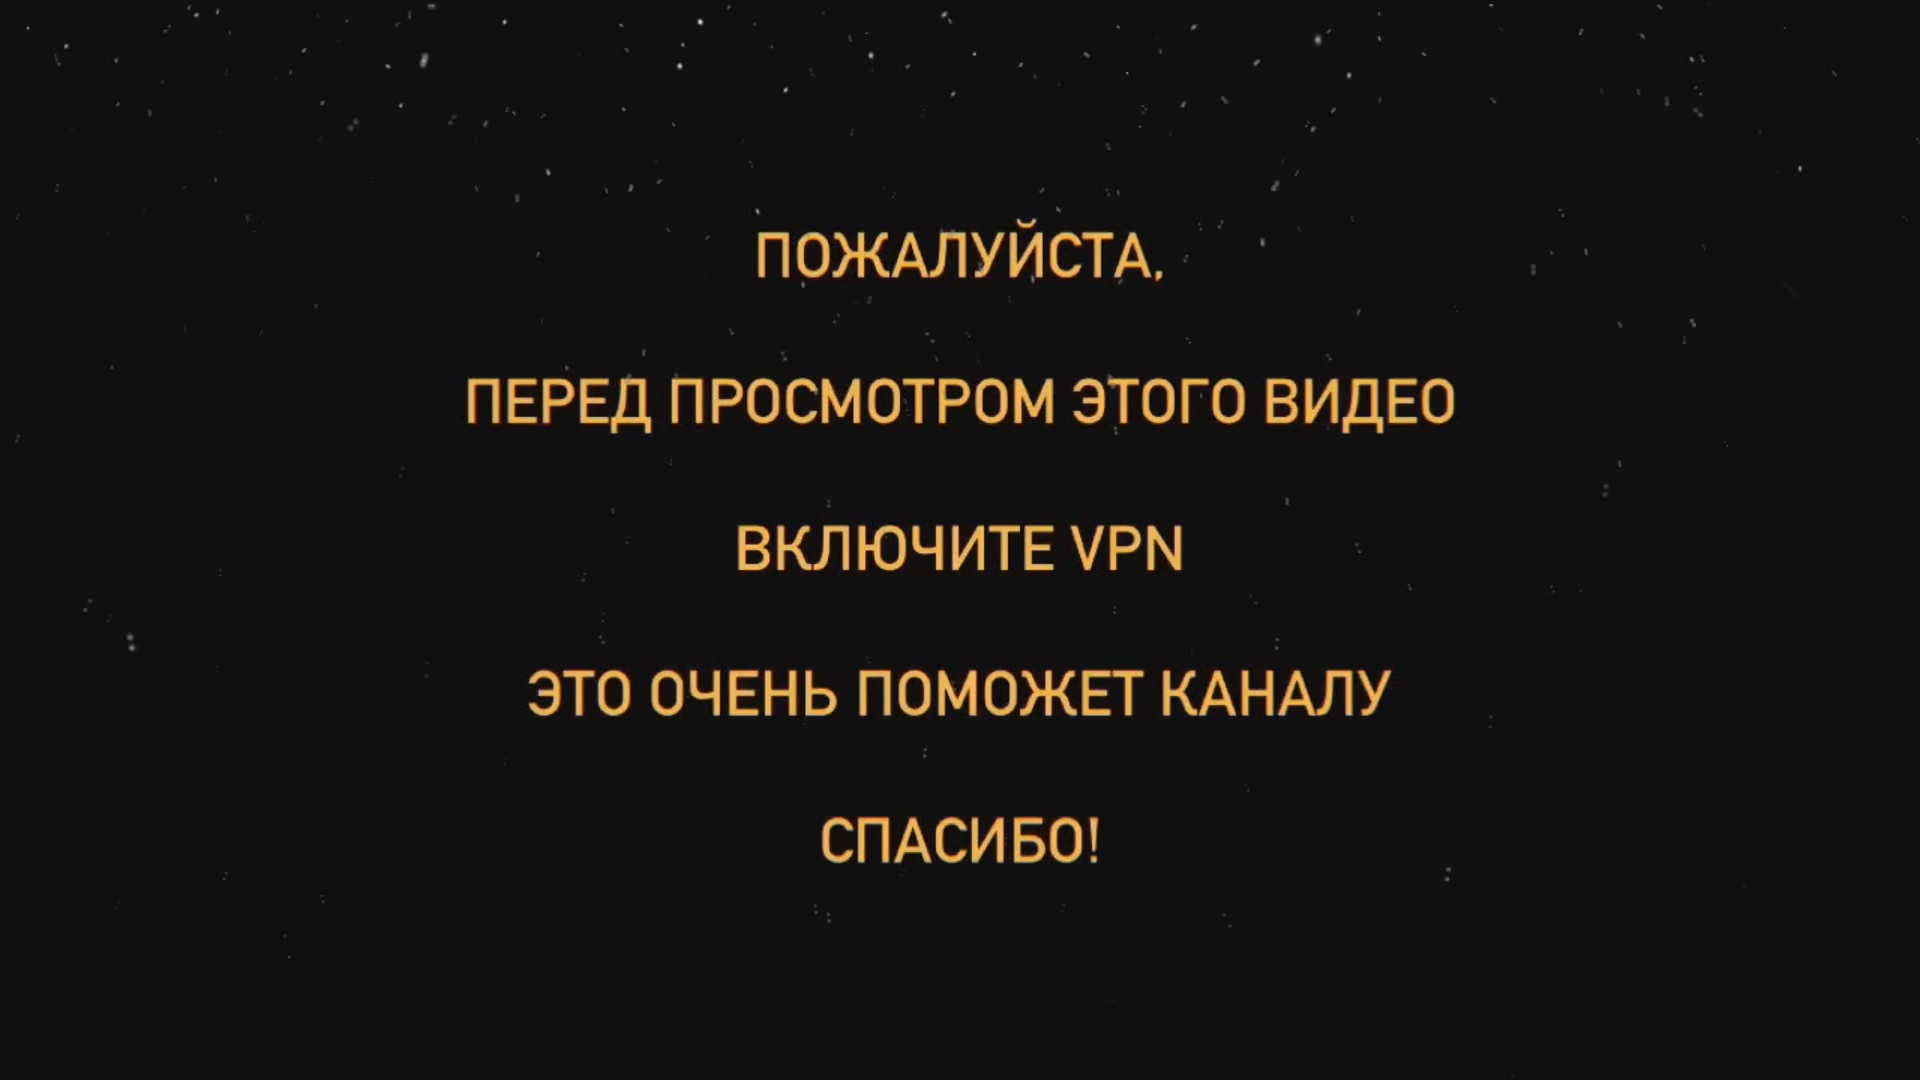 ПОЖАЛУЙСТА,
ПЕРЕД ПРОСМОТРОМ ЭТОГО ВИДЕО
ВКЛЮЧИТЕ VPN
ЭТО ОЧЕНЬ ПОМОЖЕТ КАНАЛУ
СПАСИБО!